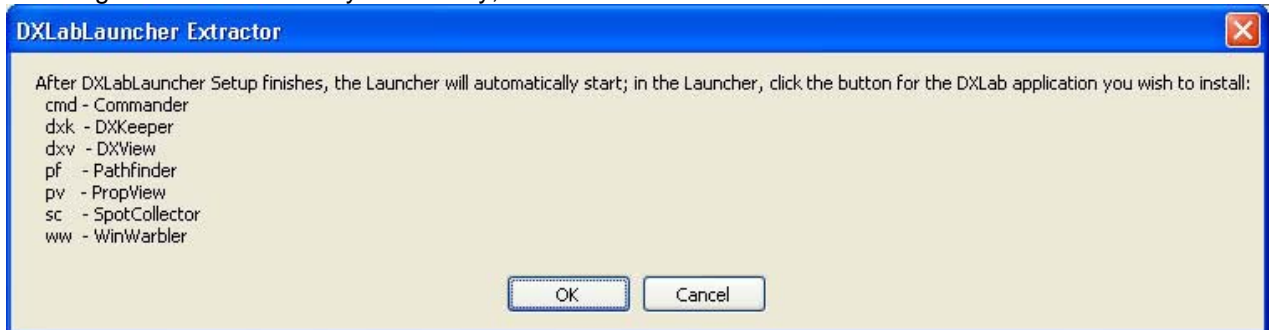 DXLabLauncher Extractor
After DXLabLauncher Setup finishes, the Launcher will automatically start; in the Launcher, click the button for the DXLab application you wish to install:
cmd - Commander
dxk - DXKeeper
dxv - DXView
pf - Pathfinder
pv - PropView
sc - SpotCollector
ww - WinWarbler
OK Cancel